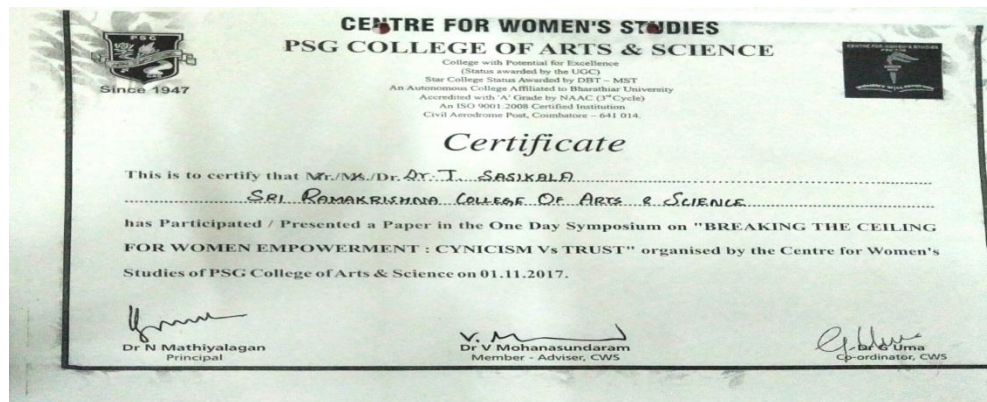 CENTRE FOR WOMEN'S STUDIES
PSG COLLEGE OF ARTS & SCIENCE
College with Potential for Excellence
(Status awarded by the UGC)
Star College Status Awarded by DBT – MST
An Autonomous College Affiliated to Bharathiar University
Accredited with 'A' Grade by NAAC (3rd Cycle)
An ISO 9001:2008 Certified Institution
Civil Aerodrome Post, Coimbatore – 641 014.
PSG
Since 1947
Certificate
This is to certify that Mr./Ms./Dr. Dr. T. SASIKALA
SRI RAMAKRISHNA COLLEGE OF ARTS & SCIENCE
has Participated / Presented a Paper in the One Day Symposium on "BREAKING THE CEILING
FOR WOMEN EMPOWERMENT : CYNICISM Vs TRUST" organised by the Centre for Women's
Studies of PSG College of Arts & Science on 01.11.2017.
Dr N Mathiyalagan
Principal
Dr V Mohanasundaram
Member - Adviser, CWS
Dr G Uma
Co-ordinator, CWS